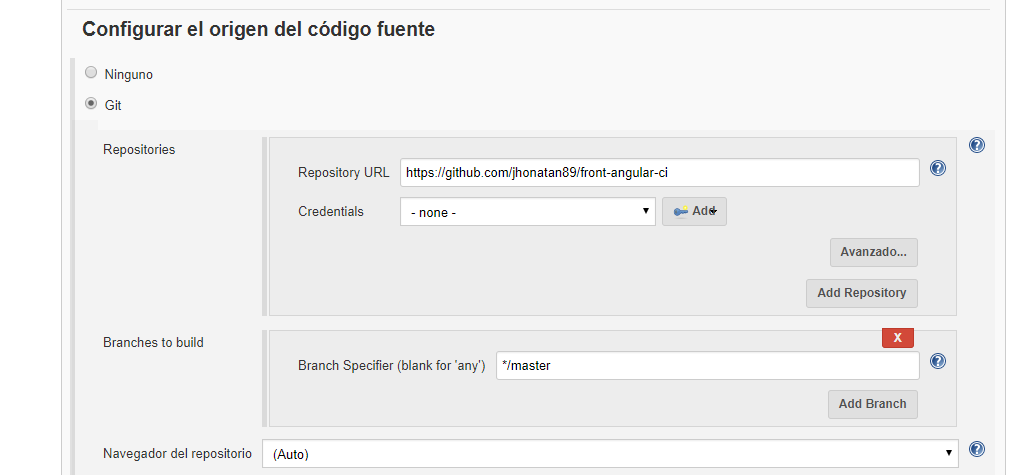 Configurar el origen del código fuente
Ninguno
Git
Repositories
Repository URL https://github.com/jhonatan89/front-angular-ci
Credentials - none - Add
Avanzado...
Add Repository
Branches to build
X
Branch Specifier (blank for 'any') */master
Add Branch
Navegador del repositorio (Auto)